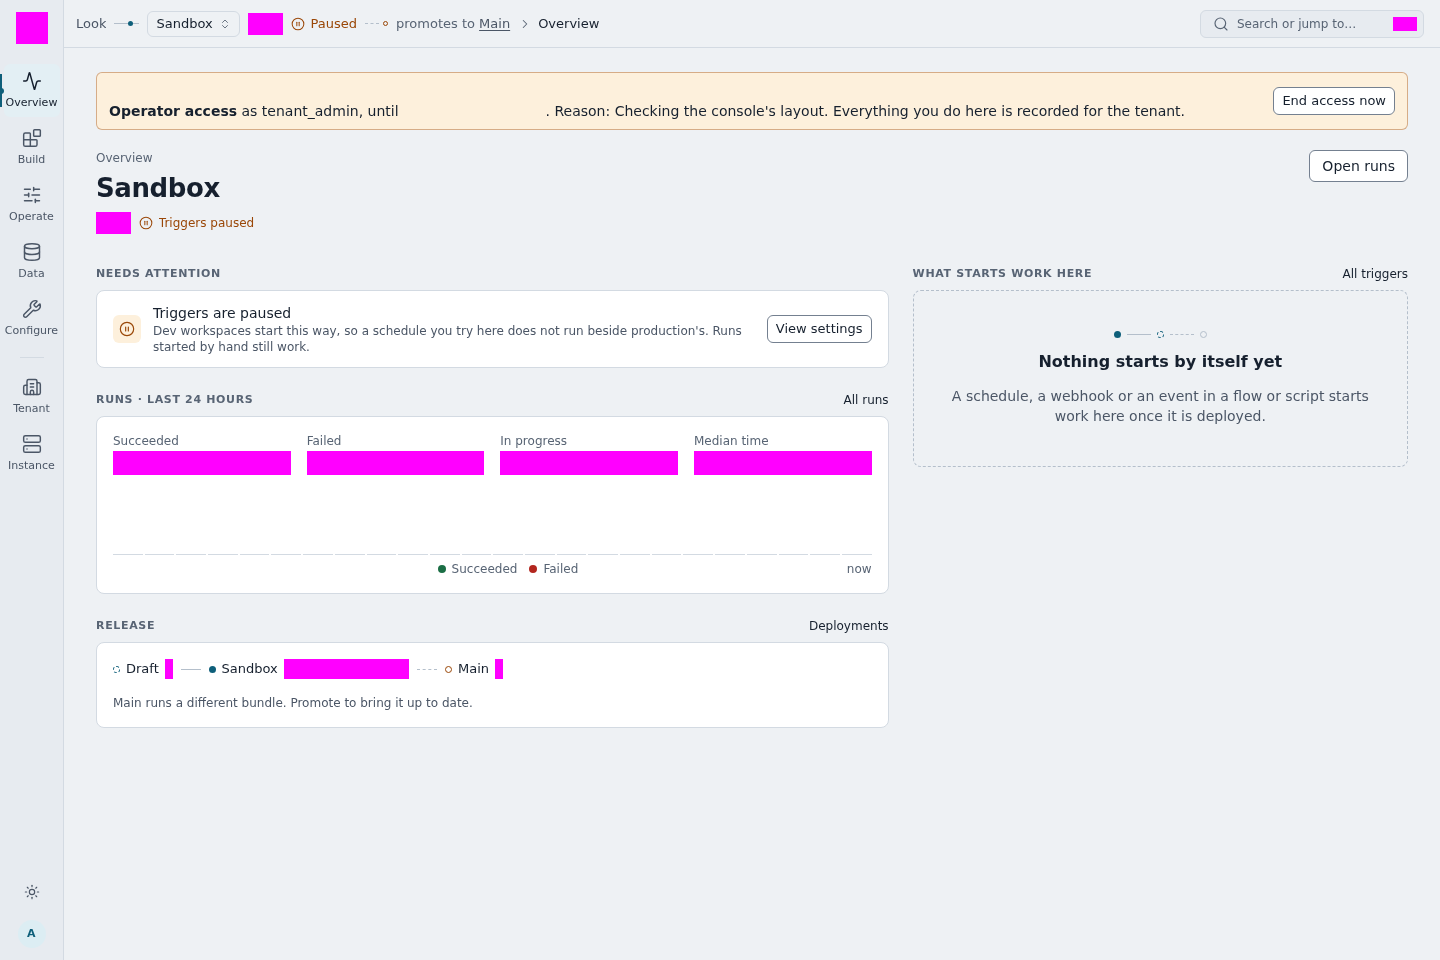 Look
Sandbox
Paused
promotes to Main
Overview
Search or jump to...
Overview
Build
Operate
Data
Configure
Tenant
Instance
A
Operator access as tenant_admin, until . Reason: Checking the console's layout. Everything you do here is recorded for the tenant.
End access now
Overview
Sandbox
Triggers paused
Open runs
NEEDS ATTENTION
Triggers are paused
Dev workspaces start this way, so a schedule you try here does not run beside production's. Runs
started by hand still work.
View settings
RUNS · LAST 24 HOURS
All runs
Succeeded
Failed
In progress
Median time
Succeeded
Failed
now
RELEASE
Deployments
Draft
Sandbox
Main
Main runs a different bundle. Promote to bring it up to date.
WHAT STARTS WORK HERE
All triggers
Nothing starts by itself yet
A schedule, a webhook or an event in a flow or script starts
work here once it is deployed.